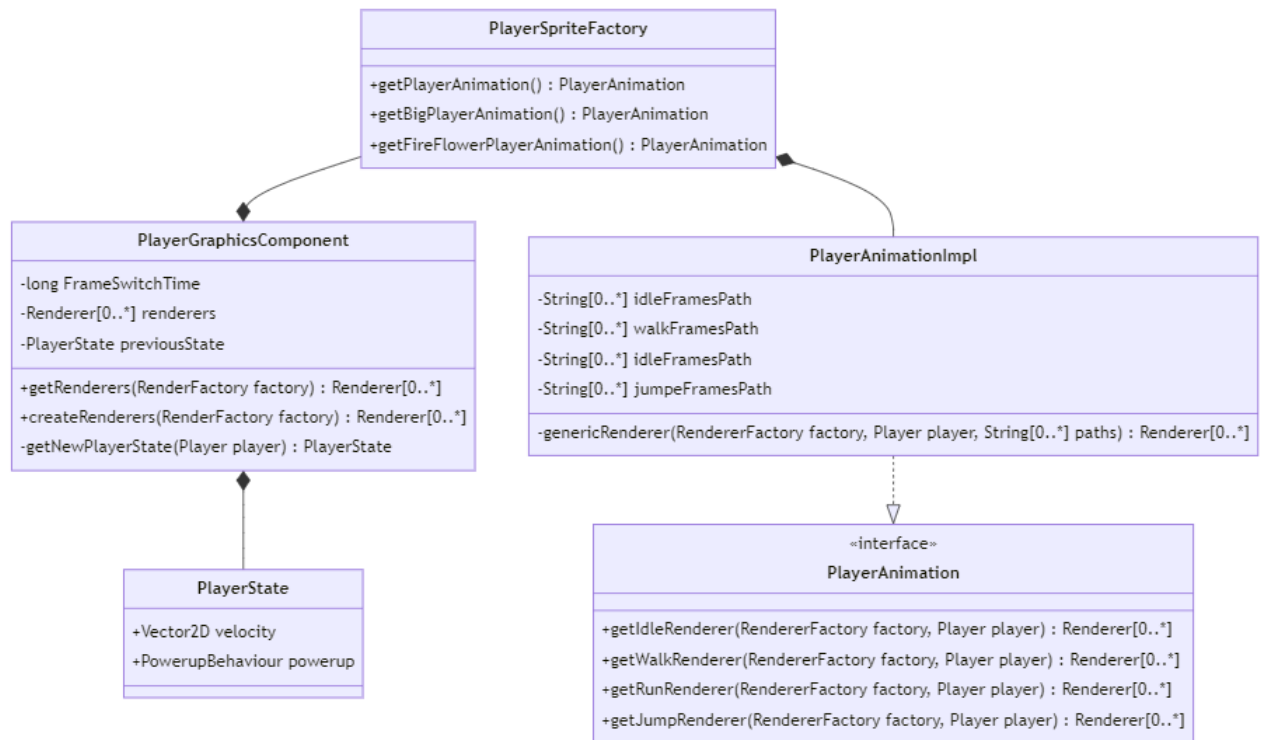 PlayerSpriteFactory
+getPlayerAnimation() : PlayerAnimation
+getBigPlayerAnimation() : PlayerAnimation
+getFireFlowerPlayerAnimation() : PlayerAnimation
PlayerGraphicsComponent
-long FrameSwitchTime
-Renderer[0..*] renderers
-PlayerState previousState
+getRenderers(RenderFactory factory) : Renderer[0..*]
+createRenderers(RenderFactory factory) : Renderer[0..*]
-getNewPlayerState(Player player) : PlayerState
PlayerAnimationImpl
-String[0..*] idleFramesPath
-String[0..*] walkFramesPath
-String[0..*] idleFramesPath
-String[0..*] jumpeFramesPath
-genericRenderer(RendererFactory factory, Player player, String[0..*] paths) : Renderer[0..*]
PlayerState
+Vector2D velocity
+PowerupBehaviour powerup
«interface»
PlayerAnimation
+getIdleRenderer(RendererFactory factory, Player player) : Renderer[0..*]
+getWalkRenderer(RendererFactory factory, Player player) : Renderer[0..*]
+getRunRenderer(RendererFactory factory, Player player) : Renderer[0..*]
+getJumpRenderer(RendererFactory factory, Player player) : Renderer[0..*]